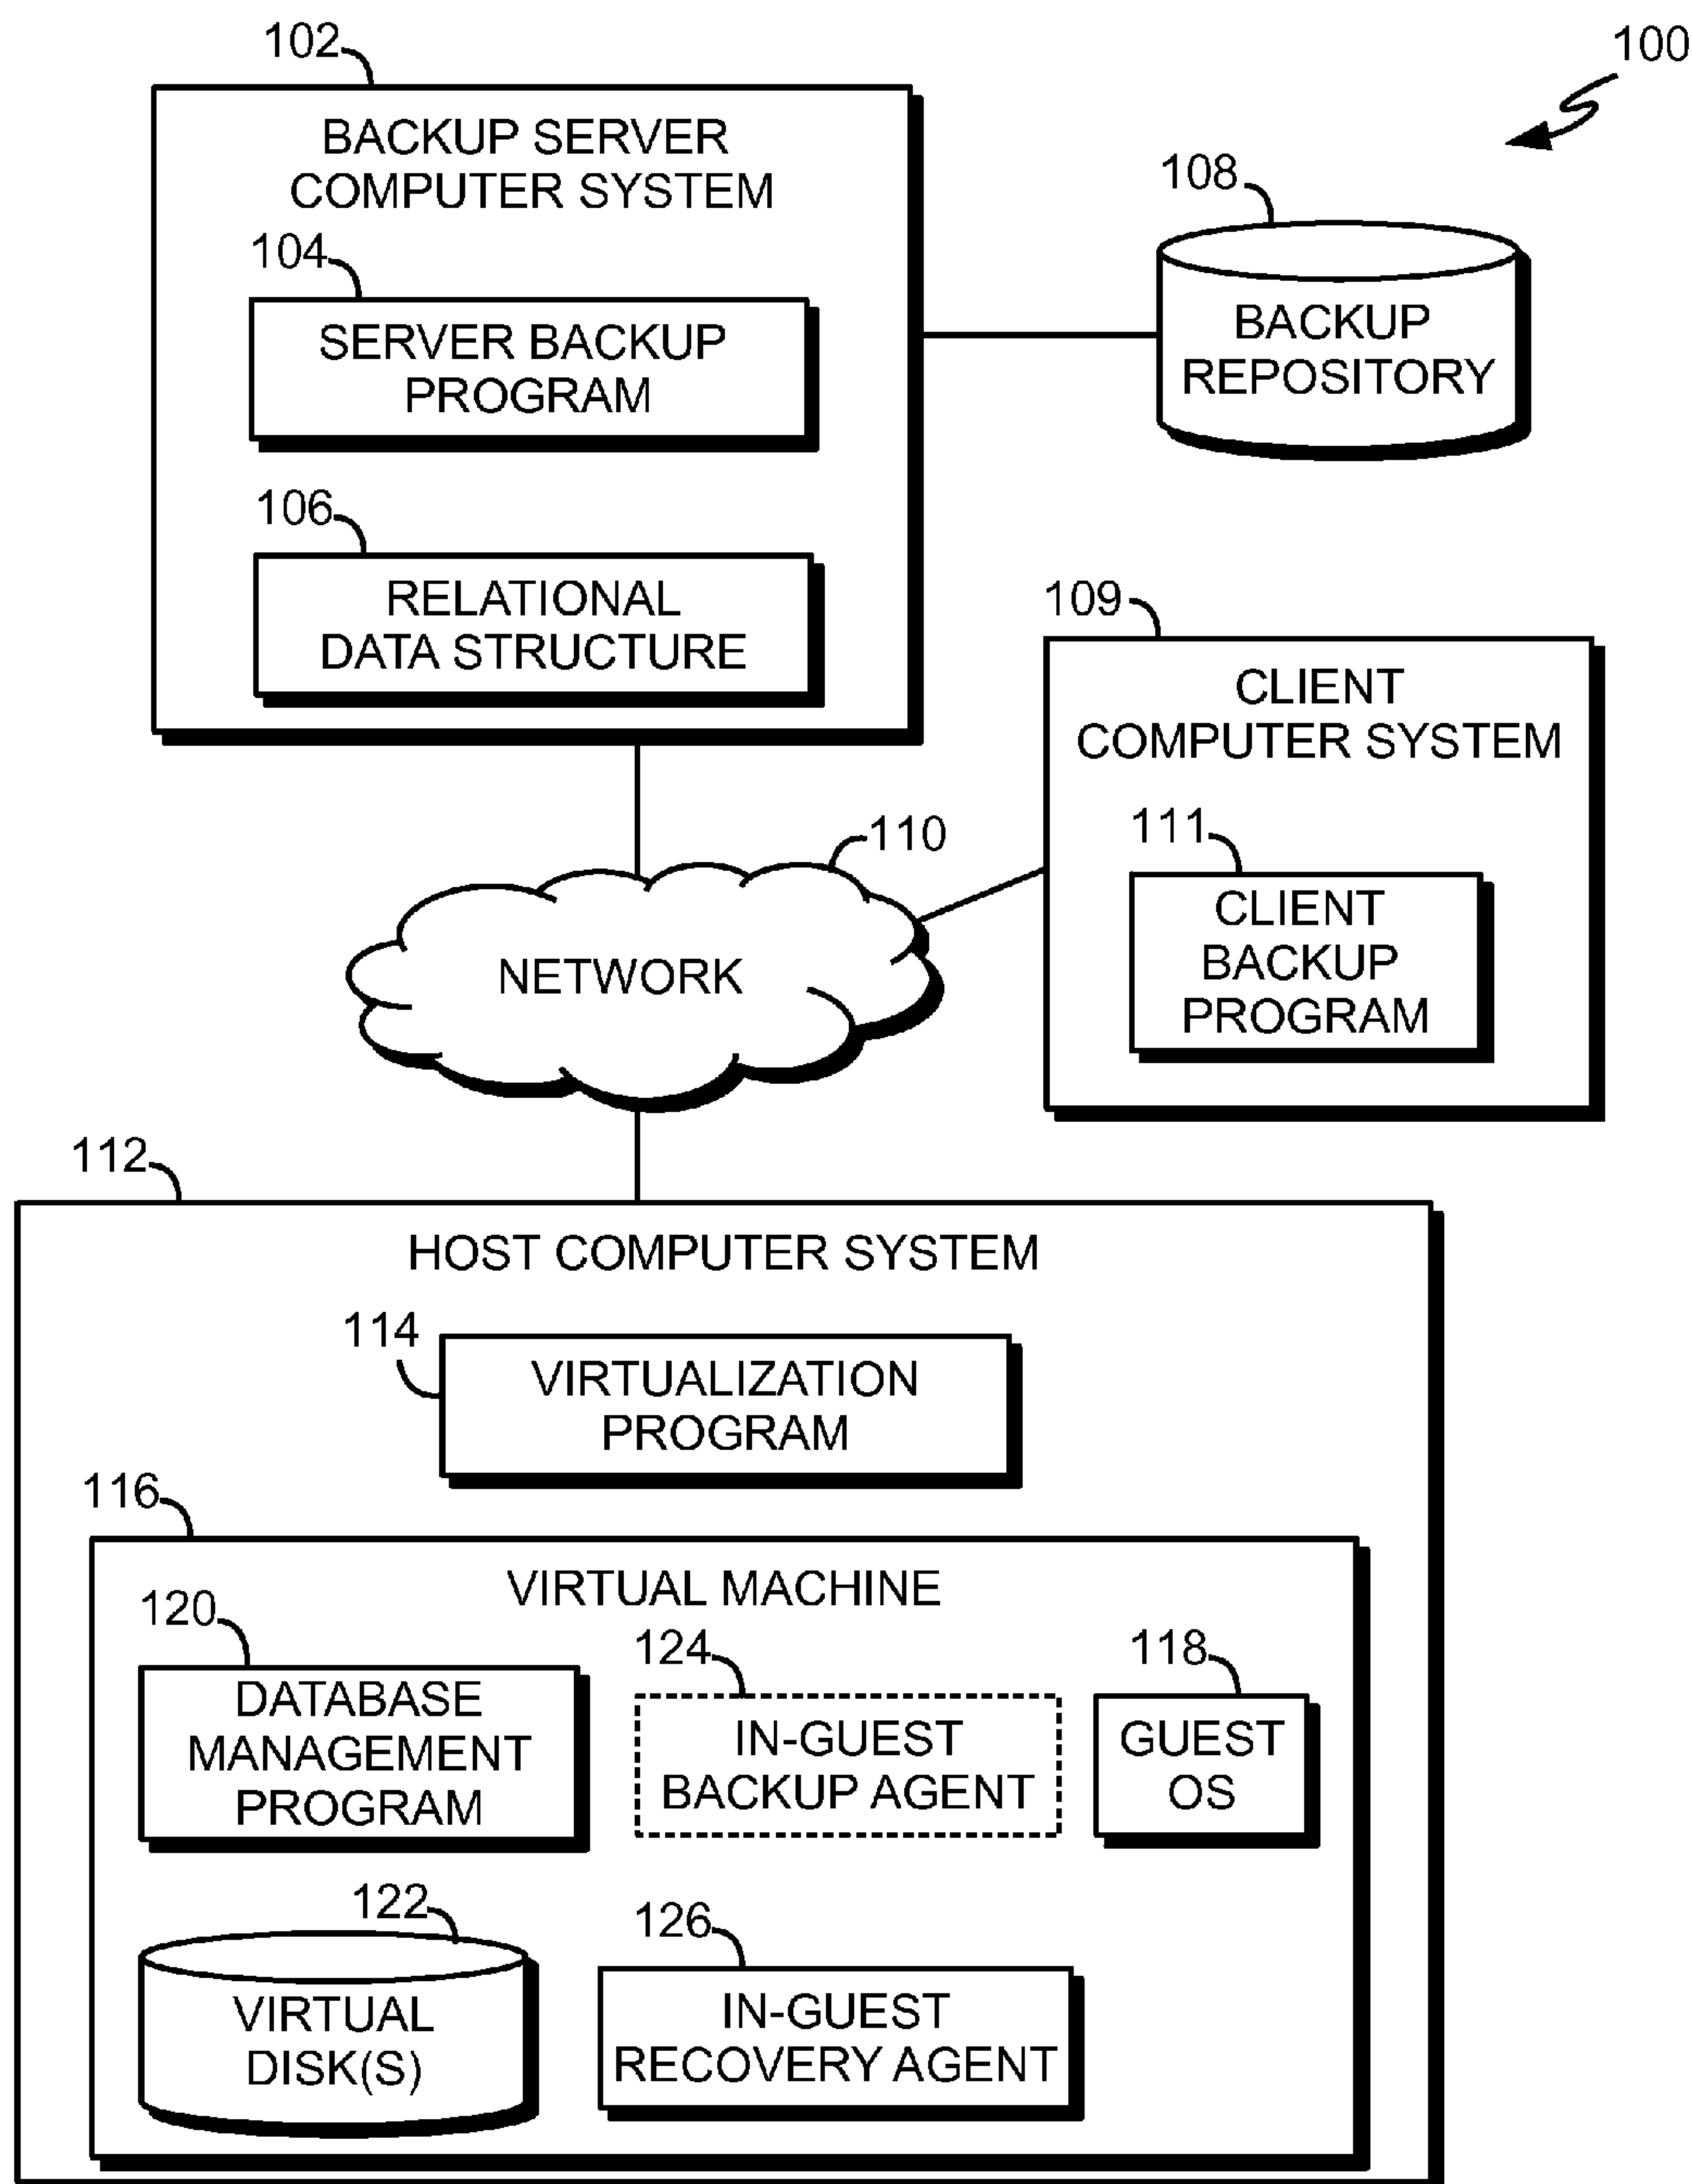 100
102
BACKUP SERVER
COMPUTER SYSTEM
104
SERVER BACKUP
PROGRAM
106
RELATIONAL
DATA STRUCTURE
108
BACKUP
REPOSITORY
109
CLIENT
COMPUTER SYSTEM
111
CLIENT
BACKUP
PROGRAM
110
NETWORK
112
HOST COMPUTER SYSTEM
114
VIRTUALIZATION
PROGRAM
116
VIRTUAL MACHINE
120
DATABASE
MANAGEMENT
PROGRAM
124
IN-GUEST
BACKUP AGENT
118
GUEST
OS
122
VIRTUAL
DISK(S)
126
IN-GUEST
RECOVERY AGENT